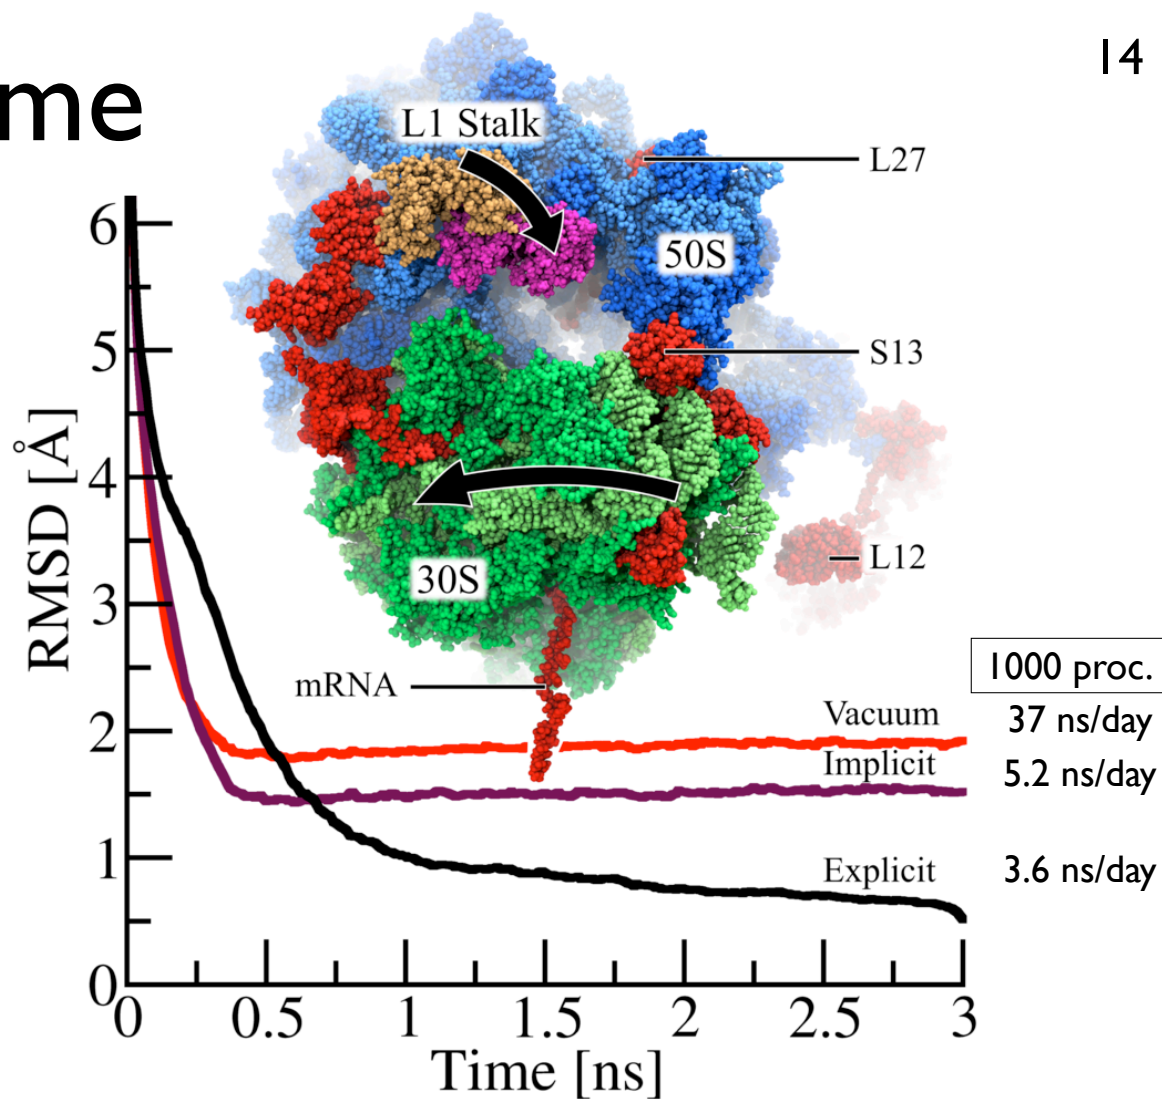 14
me
L1 Stalk
L27
50S
S13
L12
30S
mRNA
1000 proc.
Vacuum
37 ns/day
Implicit
5.2 ns/day
Explicit
3.6 ns/day
RMSD [Å]
6
5
4
3
2
1
0
0
0.5
1
1.5
2
2.5
3
Time [ns]